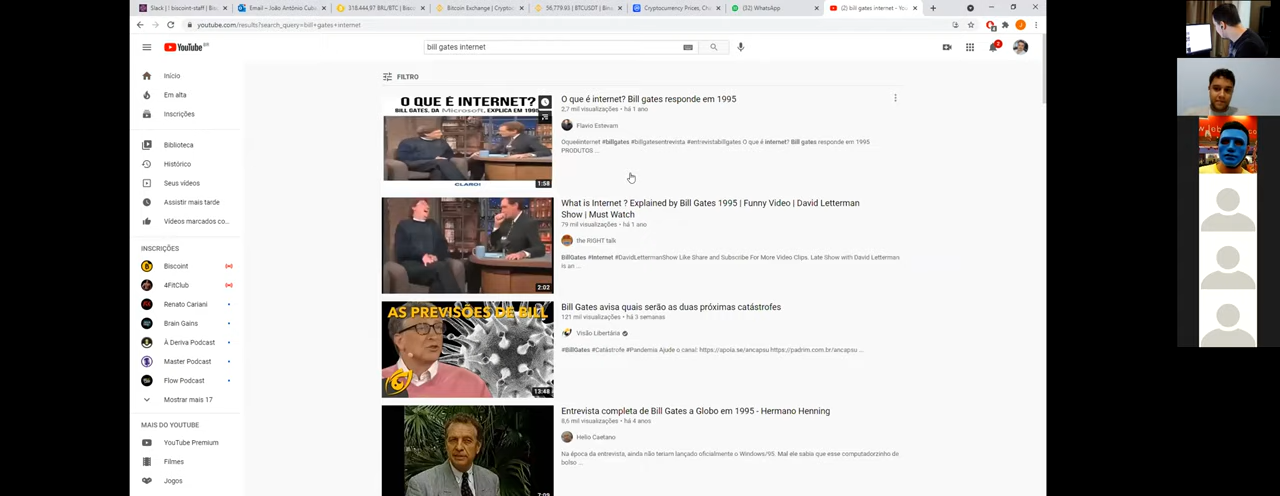 Slack | | biscoint-staff |
Email – João Antônio Cube
318.444,97 BRL/BTC | Bisc
Bitcoin Exchange | Cryptoc
56,779.93 | BTCUSDT | Binan
Cryptocurrency Prices, Cha
(32) WhatsApp
(2) bill gates internet - You
youtube.com/results?search_query=bill+gates+internet
YouTube BR
bill gates internet
2
Início
Em alta
Inscrições
Biblioteca
Histórico
Seus vídeos
Assistir mais tarde
Vídeos marcados co...
INSCRIÇÕES
Biscoint
4FitClub
Renato Cariani
Brain Gains
À Deriva Podcast
Master Podcast
Flow Podcast
Mostrar mais 17
MAIS DO YOUTUBE
YouTube Premium
Filmes
Jogos
FILTRO
O QUE É INTERNET?
BILL GATES, DA Microsoft, EXPLICA EM 1995
1:58
O que é internet? Bill gates responde em 1995
2,7 mil visualizações • há 1 ano
Flavio Estevam
Oqueéinternet #billgates #billgatesentrevista #entrevistabillgates O que é internet? Bill gates responde em 1995
PRODUTOS ...
2:02
What is Internet ? Explained by Bill Gates 1995 | Funny Video | David Letterman
Show | Must Watch
79 mil visualizações • há 1 ano
the RIGHT talk
BillGates #Internet #DavidLettermanShow Like Share and Subscribe For More Video Clips. Late Show with David Letterman
is an ...
AS PREVISÕES DE BILL
13:48
Bill Gates avisa quais serão as duas próximas catástrofes
121 mil visualizações • há 3 semanas
Visão Libertária
#BillGates #Catástrofe #Pandemia Ajude o canal: https://apoia.se/ancapsu https://padrim.com.br/ancapsu ...
7:09
Entrevista completa de Bill Gates a Globo em 1995 - Hermano Henning
8,6 mil visualizações • há 4 anos
Helio Caetano
Na época da entrevista, ainda não teriam lançado oficialmente o Windows/95. Mal ele sabia que esse computadorzinho de
bolso ...